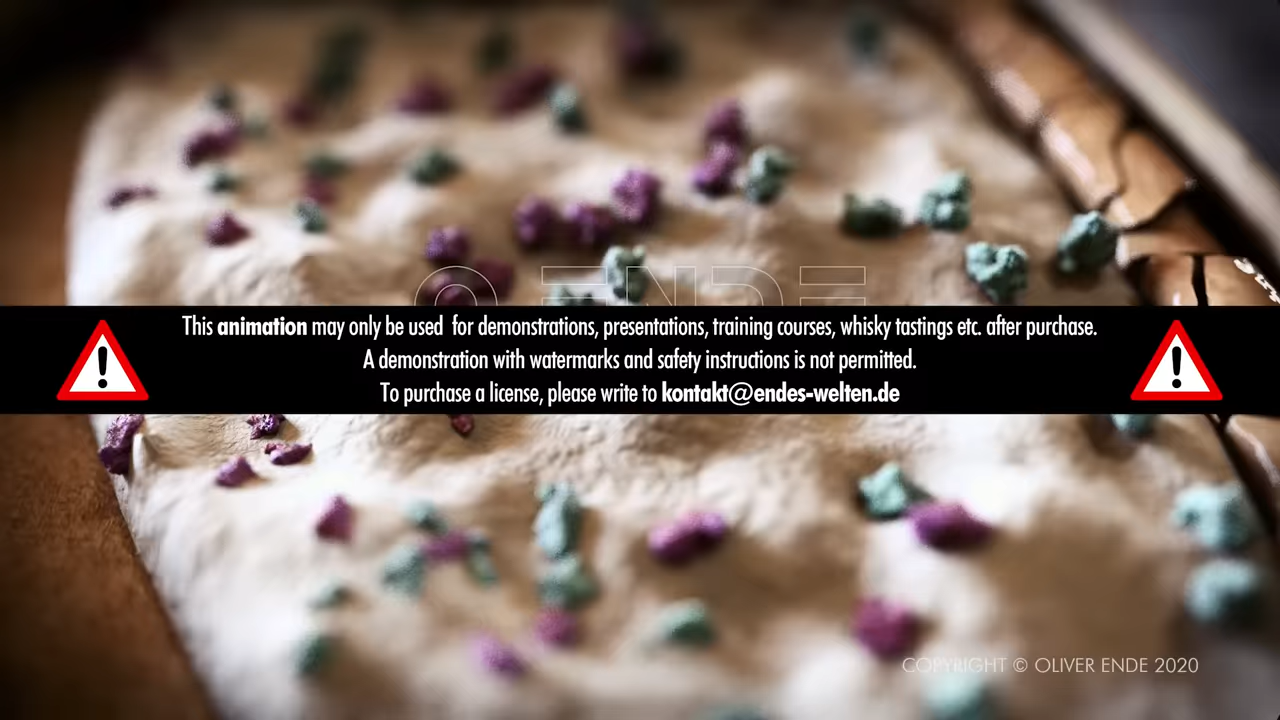 O. ENDE
This animation may only be used  for demonstrations, presentations, training courses, whisky tastings etc. after purchase.
A demonstration with watermarks and safety instructions is not permitted.
To purchase a license, please write to kontakt@endes-welten.de
COPYRIGHT © OLIVER ENDE 2020